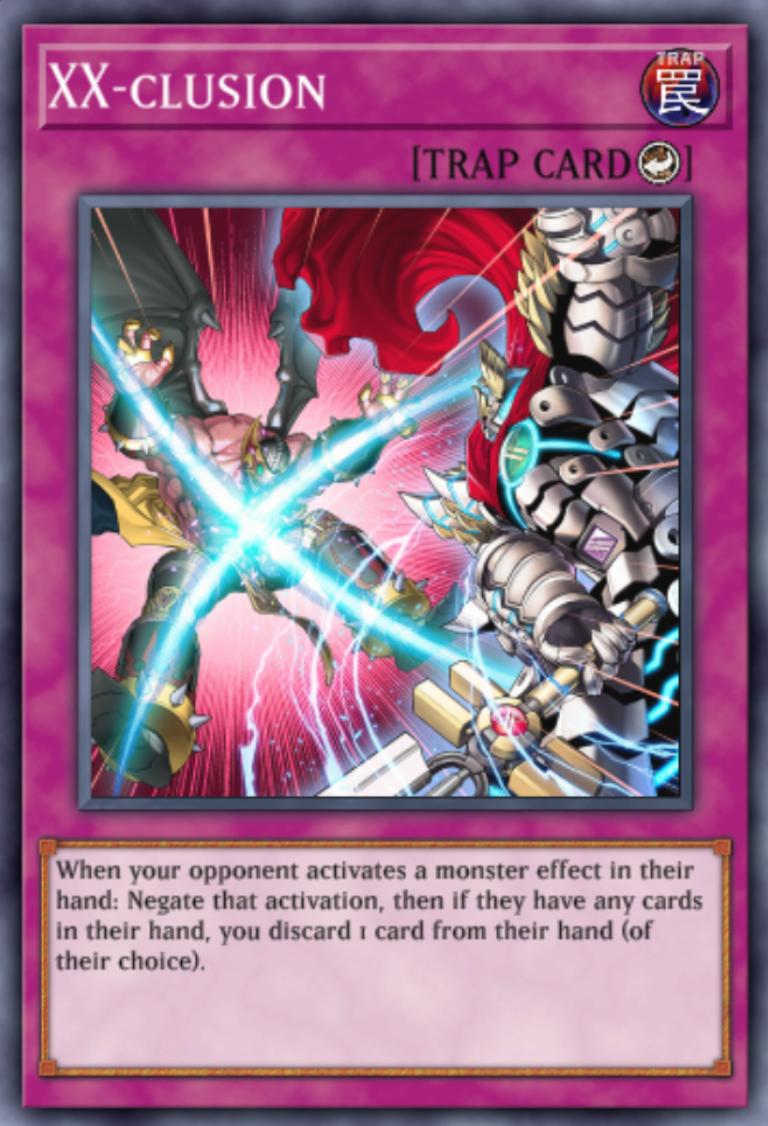 XX-CLUSION
TRAP
罠
[TRAP CARD]
When your opponent activates a monster effect in their
hand: Negate that activation, then if they have any cards
in their hand, you discard 1 card from their hand (of
their choice).